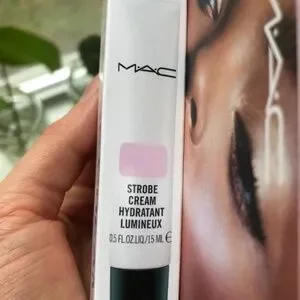 M·A·C
STROBE
CREAM
HYDRATANT
LUMINEUX
0.5 FL.OZ.LIQ./15 ML ℮